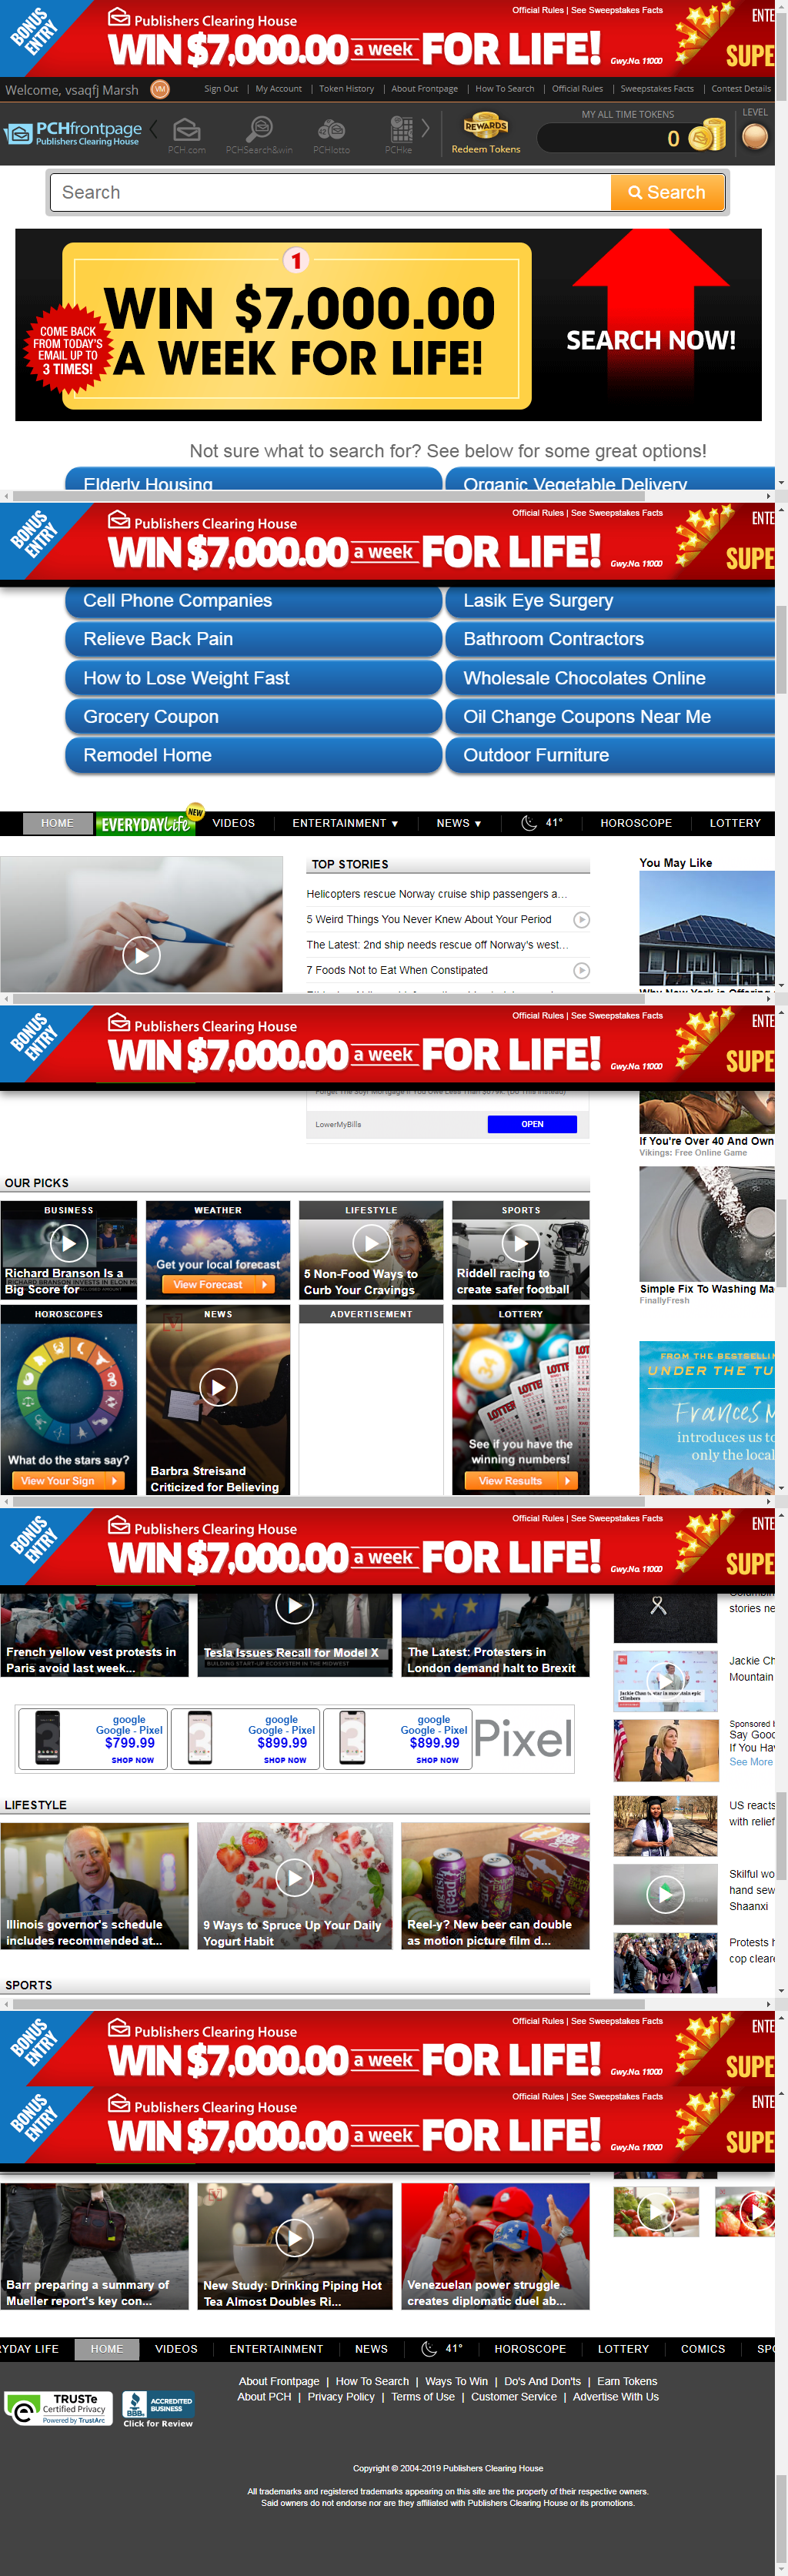 BONUS ENTRY
Publishers Clearing House
Official Rules | See Sweepstakes Facts
WIN $7,000.00 a week FOR LIFE!
Gwy.No. 11000
ENTE
SUPE
Welcome, vsaqfj Marsh
VM
Sign Out | My Account | Token History | About Frontpage | How To Search | Official Rules | Sweepstakes Facts | Contest Details
PCHfrontpage
Publishers Clearing House
PCH.com
PCHSearch&win
PCHlotto
PCHke
REWARDS
Redeem Tokens
MY ALL TIME TOKENS
0
LEVEL
Search
Search
1
WIN $7,000.00
A WEEK FOR LIFE!
COME BACK
FROM TODAY'S
EMAIL UP TO
3 TIMES!
SEARCH NOW!
Not sure what to search for? See below for some great options!
Elderly Housing
Organic Vegetable Delivery
BONUS ENTRY
Publishers Clearing House
Official Rules | See Sweepstakes Facts
WIN $7,000.00 a week FOR LIFE!
Gwy.No. 11000
ENTE
SUPE
Cell Phone Companies
Lasik Eye Surgery
Relieve Back Pain
Bathroom Contractors
How to Lose Weight Fast
Wholesale Chocolates Online
Grocery Coupon
Oil Change Coupons Near Me
Remodel Home
Outdoor Furniture
HOME
EVERYDAY Life
NEW
VIDEOS
ENTERTAINMENT ▼
NEWS ▼
41°
HOROSCOPE
LOTTERY
TOP STORIES
You May Like
Helicopters rescue Norway cruise ship passengers a...
5 Weird Things You Never Knew About Your Period
The Latest: 2nd ship needs rescue off Norway's west...
7 Foods Not to Eat When Constipated
Why New York is Offering
BONUS ENTRY
Publishers Clearing House
Official Rules | See Sweepstakes Facts
WIN $7,000.00 a week FOR LIFE!
Gwy.No. 11000
ENTE
SUPE
LowerMyBills
OPEN
If You're Over 40 And Own
Vikings: Free Online Game
OUR PICKS
BUSINESS
WEATHER
LIFESTYLE
SPORTS
Richard Branson Is a
Big Score for
Get your local forecast
View Forecast
5 Non-Food Ways to
Curb Your Cravings
Riddell racing to
create safer football
Simple Fix To Washing Ma
FinallyFresh
HOROSCOPES
NEWS
ADVERTISEMENT
LOTTERY
What do the stars say?
View Your Sign
Barbra Streisand
Criticized for Believing
See if you have the
winning numbers!
View Results
FROM THE BESTSELLIN
UNDER THE TU
Frances M
introduces us to
only the local
BONUS ENTRY
Publishers Clearing House
Official Rules | See Sweepstakes Facts
WIN $7,000.00 a week FOR LIFE!
Gwy.No. 11000
ENTE
SUPE
French yellow vest protests in
Paris avoid last week...
Tesla Issues Recall for Model X
The Latest: Protesters in
London demand halt to Brexit
stories ne
Jackie Ch
Mountain
google
Google - Pixel
$799.99
SHOP NOW
google
Google - Pixel
$899.99
SHOP NOW
google
Google - Pixel
$899.99
SHOP NOW
Pixel
Sponsored b
Say Good
If You Hav
See More
LIFESTYLE
US reacts
with relief
Illinois governor's schedule
includes recommended at...
9 Ways to Spruce Up Your Daily
Yogurt Habit
Reel-y? New beer can double
as motion picture film d...
Skilful wo
hand sew
Shaanxi
Protests h
cop cleare
SPORTS
BONUS ENTRY
Publishers Clearing House
Official Rules | See Sweepstakes Facts
WIN $7,000.00 a week FOR LIFE!
Gwy.No. 11000
ENTE
SUPE
BONUS ENTRY
Publishers Clearing House
Official Rules | See Sweepstakes Facts
WIN $7,000.00 a week FOR LIFE!
Gwy.No. 11000
ENTE
SUPE
Barr preparing a summary of
Mueller report's key con...
New Study: Drinking Piping Hot
Tea Almost Doubles Ri...
Venezuelan power struggle
creates diplomatic duel ab...
RYDAY LIFE
HOME
VIDEOS
ENTERTAINMENT
NEWS
41°
HOROSCOPE
LOTTERY
COMICS
SPO
About Frontpage | How To Search | Ways To Win | Do's And Don'ts | Earn Tokens
About PCH | Privacy Policy | Terms of Use | Customer Service | Advertise With Us
TRUSTe
Certified Privacy
Powered by TrustArc
BBB
ACCREDITED
BUSINESS
Click for Review
Copyright © 2004-2019 Publishers Clearing House
All trademarks and registered trademarks appearing on this site are the property of their respective owners.
Said owners do not endorse nor are they affiliated with Publishers Clearing House or its promotions.